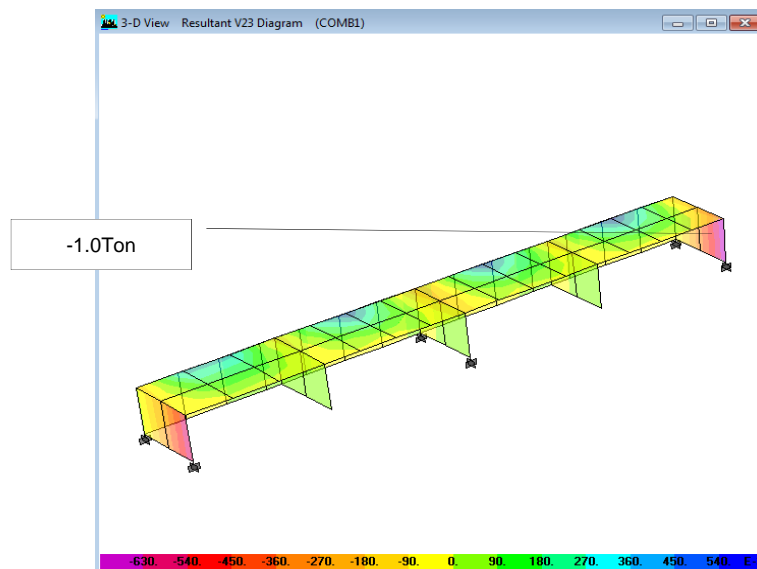 3-D View Resultant V23 Diagram (COMB1)
-1.0Ton
-630. -540. -450. -360. -270. -180. -90. 0. 90. 180. 270. 360. 450. 540. E-